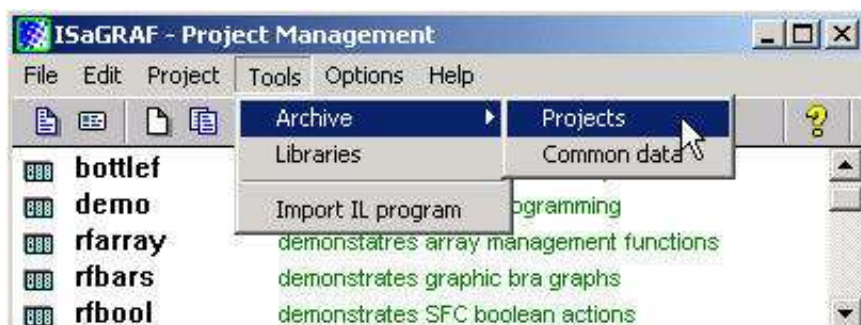 ISaGRAF - Project Management
File Edit Project Tools Options Help
Archive Projects
Libraries Common data
Import IL program
bottlef
demo ogramming
rfarray demonstatres array management functions
rfbars demonstrates graphic bra graphs
rfbool demonstrates SFC boolean actions